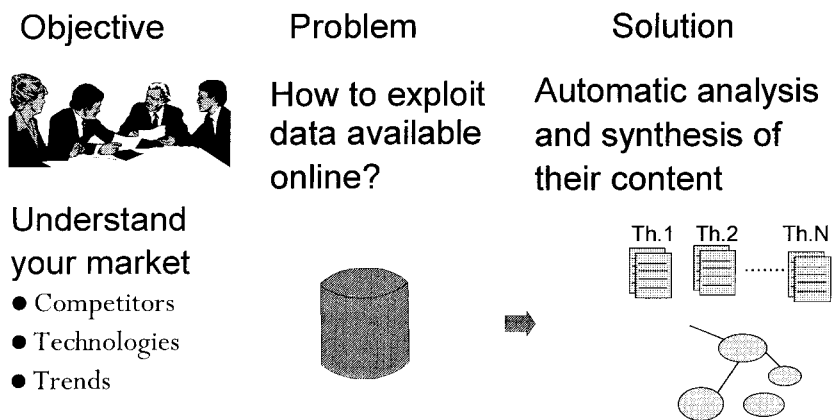 Objective
Understand
your market
● Competitors
● Technologies
● Trends
Problem
How to exploit
data available
online?
Solution
Automatic analysis
and synthesis of
their content
Th.1 Th.2 ....... Th.N